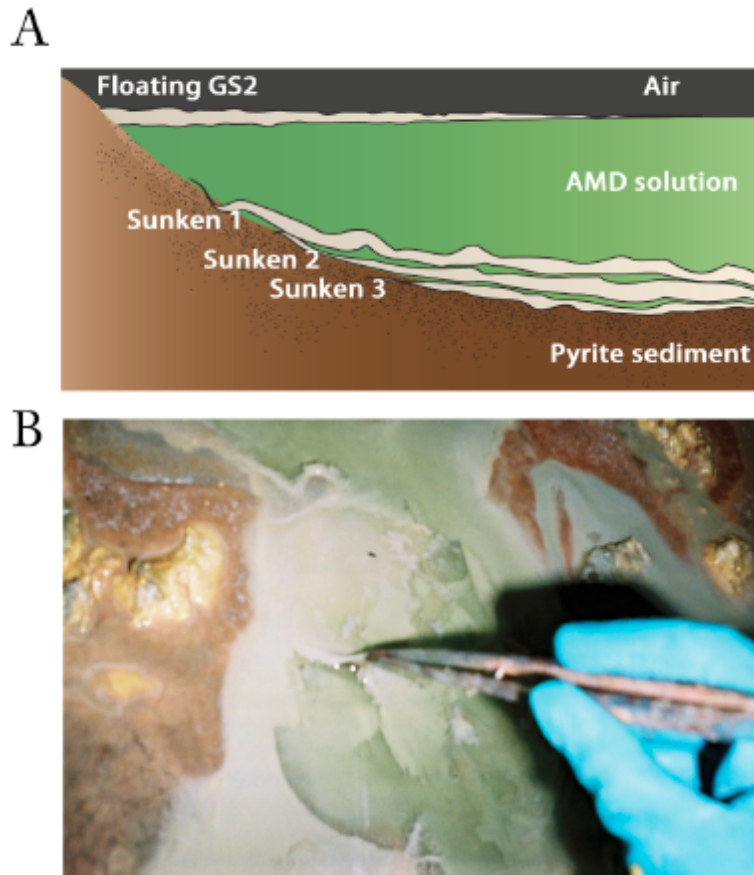 A
Floating GS2
Air
AMD solution
Sunken 1
Sunken 2
Sunken 3
Pyrite sediment
B